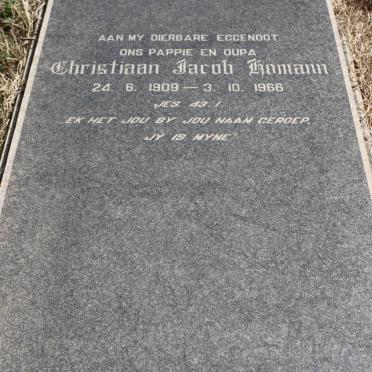 AAN MY DIERBARE EGGENOOT,
ONS PAPPIE EN OUPA
Christiaan Jacob Homann
24. 6. 1909 — 3. 10. 1966
JES. 43:1
"EK HET JOU BY JOU NAAM GEROEP,
JY IS MYNE"